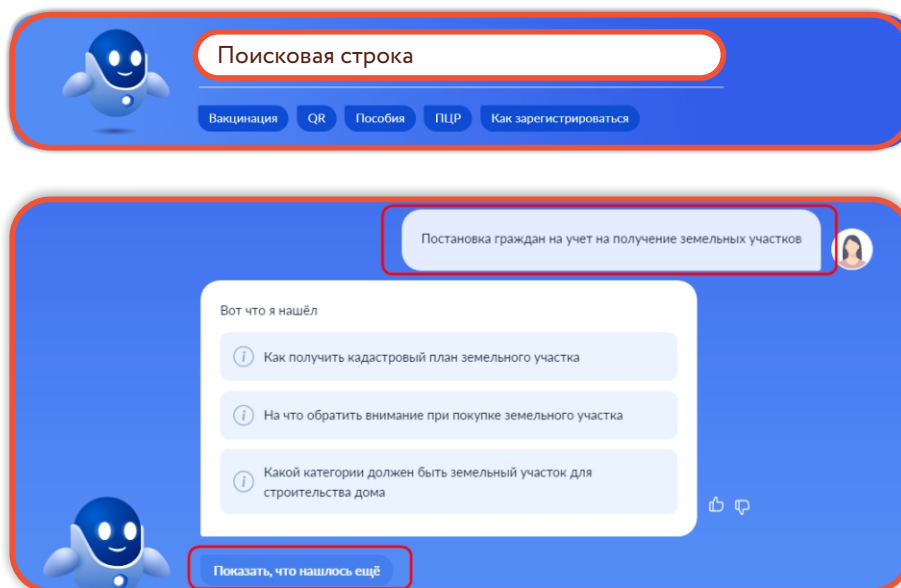 Поисковая строка
Вакцинация QR Пособия ПЦР Как зарегистрироваться
Постановка граждан на учет на получение земельных участков
Вот что я нашёл
Как получить кадастровый план земельного участка
На что обратить внимание при покупке земельного участка
Какой категории должен быть земельный участок для
строительства дома
Показать, что нашлось ещё